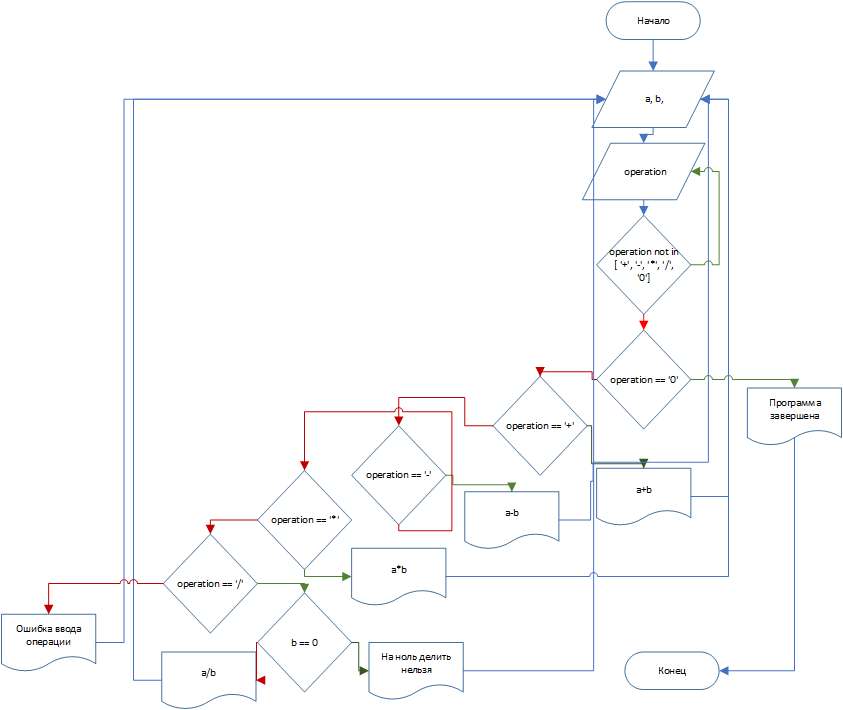 Начало
a, b,
operation
operation not in
[ '+', '-', '*', '/',
'0']
operation == '0'
Программа
завершена
operation == '+'
operation == '-'
a+b
a-b
operation == '*'
a*b
operation == '/'
Ошибка ввода
операции
b == 0
На ноль делить
нельзя
a/b
Конец